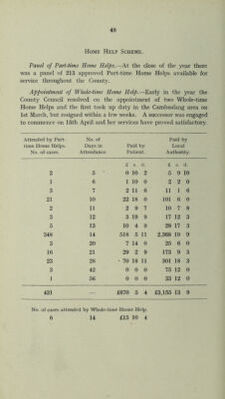 48
HOME HELP SCHEME.
Panel of Part-time Home Helps.—At the close of the year there
was a panel of 213 approved Part-time Home Helps available for
service throughout the County.
Appointment of Whole-time Home Help.—Early in the year the
County Council resolved on the appointment of two Whole-time
Home Helps and the first took up duty in the Cambuslang area on
1st March, but resigned within a few weeks. A successor was engaged
to commence on 18th April and her services have proved satisfactory.
Attended by Part- No. of Paid by
time Home Helps. Days in Paid by Local
No. of cases. Attendance. Patient. Authority.
£ s. d. £ s. d.
2 5 0 10 2 5 9 10
1 6 1 10 0 2 2 0
3 7 2 11 6 11 1 6
21 10 22 18 0 101 6 0
2 11 2 9 7 10 7 8
3 12 3 19 9 17 12 3
5 13 10 4 8 28 17 3
348 14 518 5 11 2,368 10 9
3 20 7 14 0 25 6 0
16 21 29 2 9 173 9 3
23 28 70 18 11 301 18 3
3 42 0 0 0 75 12 0
1 56 0 0 0 33 12 0
431 — £670 5 4 £3,155 13 9
No. of cases attended by Whole-time Home Help.
6 14 £15 10 4